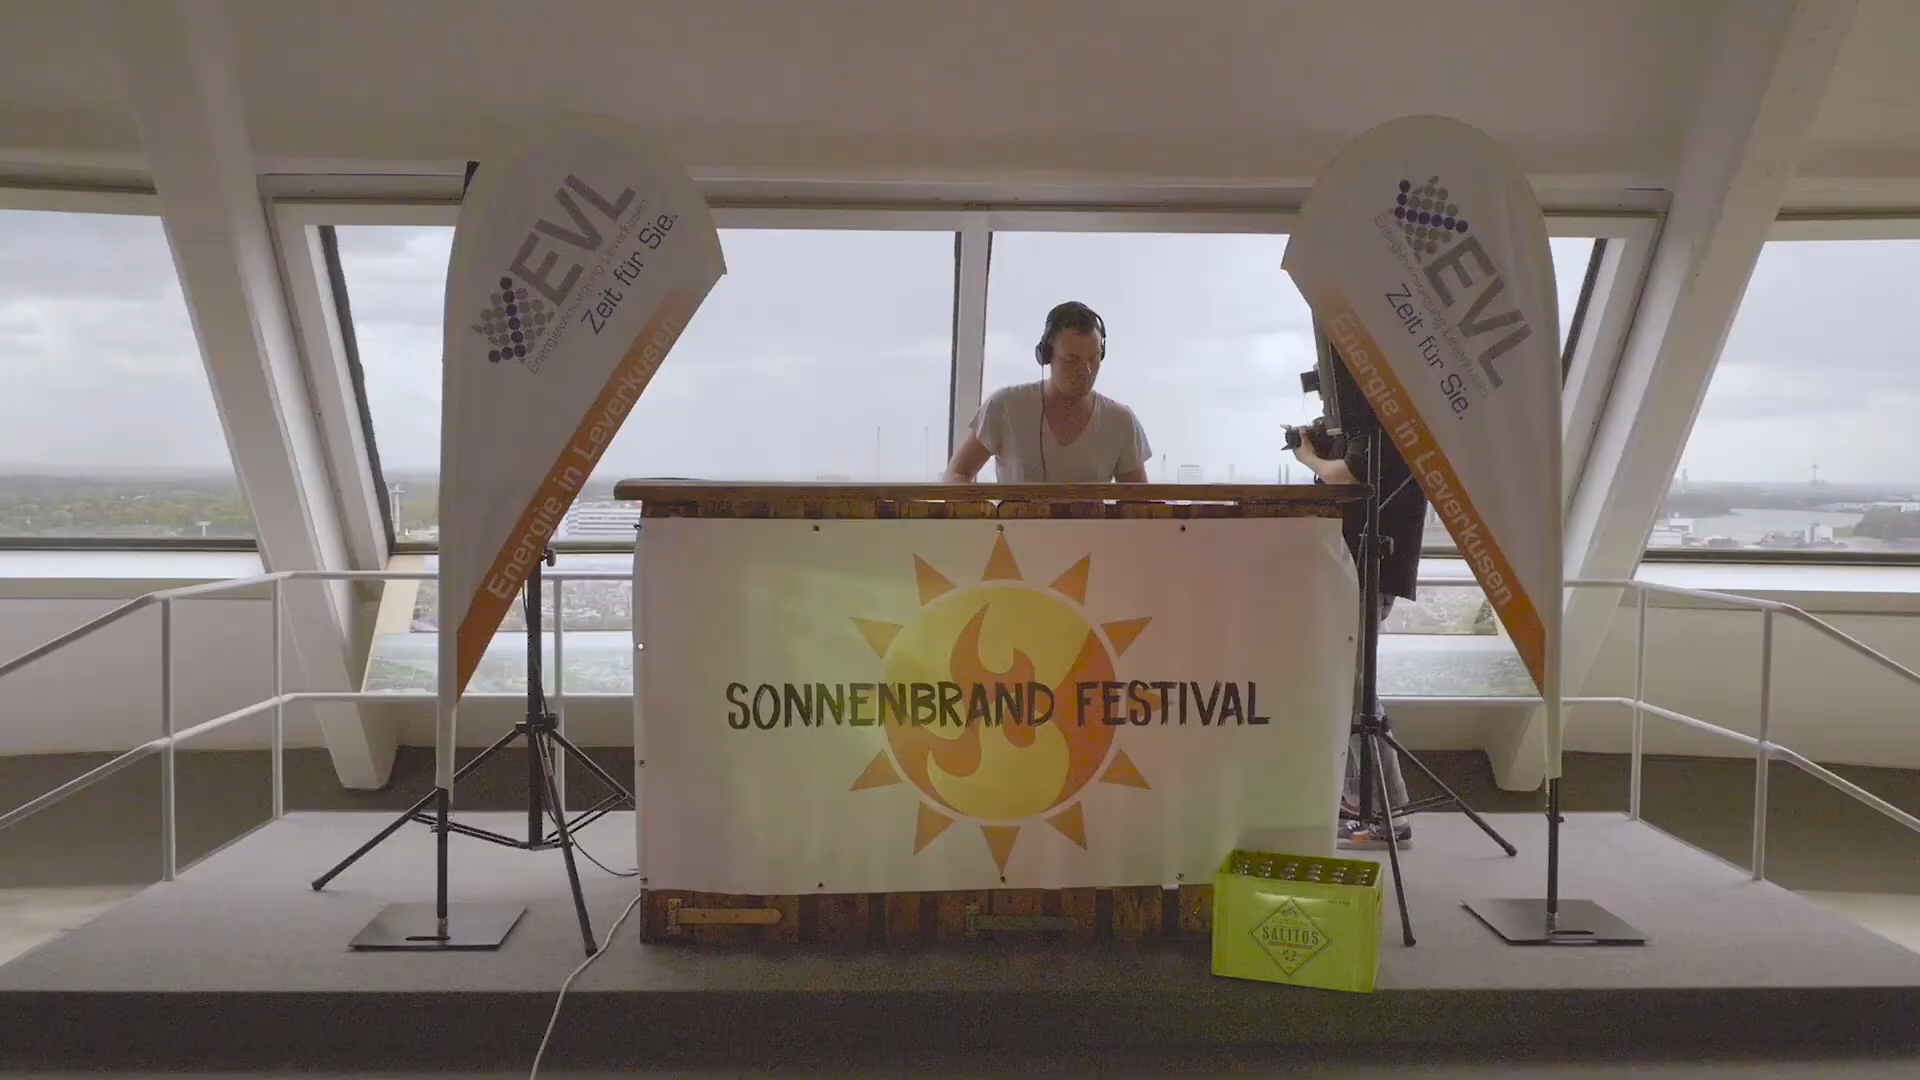 EVL
Energieversorgung Leverkusen
Zeit für Sie.
Energie in Leverkusen
EVL
Energieversorgung Leverkusen
Zeit für Sie.
Energie in Leverkusen
SONNENBRAND FESTIVAL
SALITOS